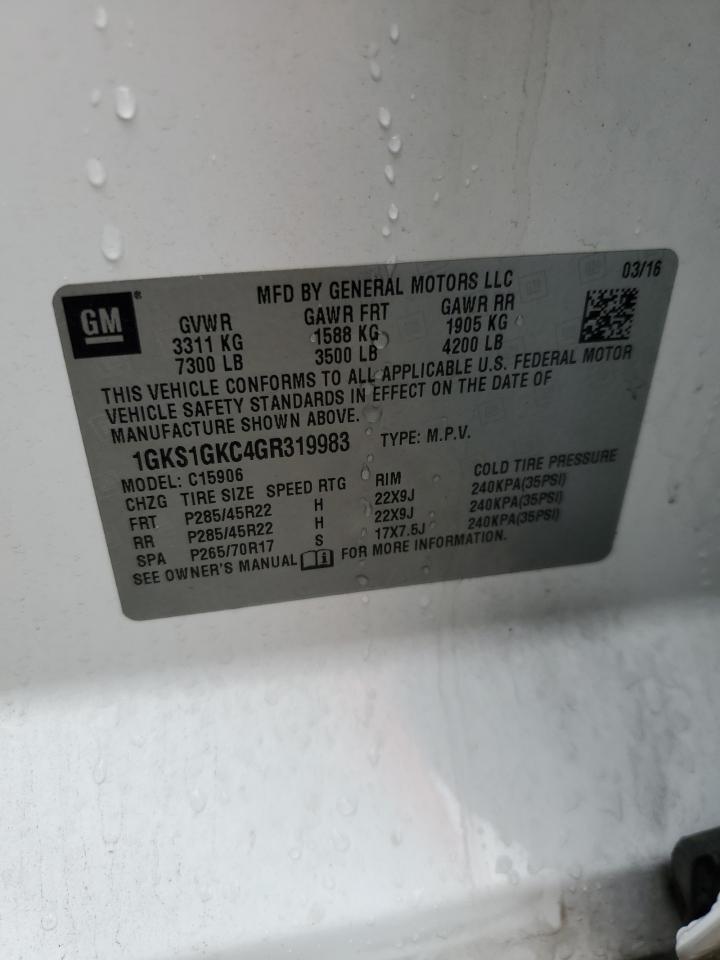 GM ®
MFD BY GENERAL MOTORS LLC 03/16
GVWR GAWR FRT GAWR RR
3311 KG 1588 KG 1905 KG
7300 LB 3500 LB 4200 LB
THIS VEHICLE CONFORMS TO ALL APPLICABLE U.S. FEDERAL MOTOR
VEHICLE SAFETY STANDARDS IN EFFECT ON THE DATE OF
MANUFACTURE SHOWN ABOVE.
1GKS1GKC4GR319983 TYPE: M.P.V.
MODEL: C15906
CHZG TIRE SIZE SPEED RTG RIM COLD TIRE PRESSURE
FRT P285/45R22 H 22X9J 240KPA(35PSI)
RR P285/45R22 H 22X9J 240KPA(35PSI)
SPA P265/70R17 S 17X7.5J 240KPA(35PSI)
SEE OWNER'S MANUAL FOR MORE INFORMATION.